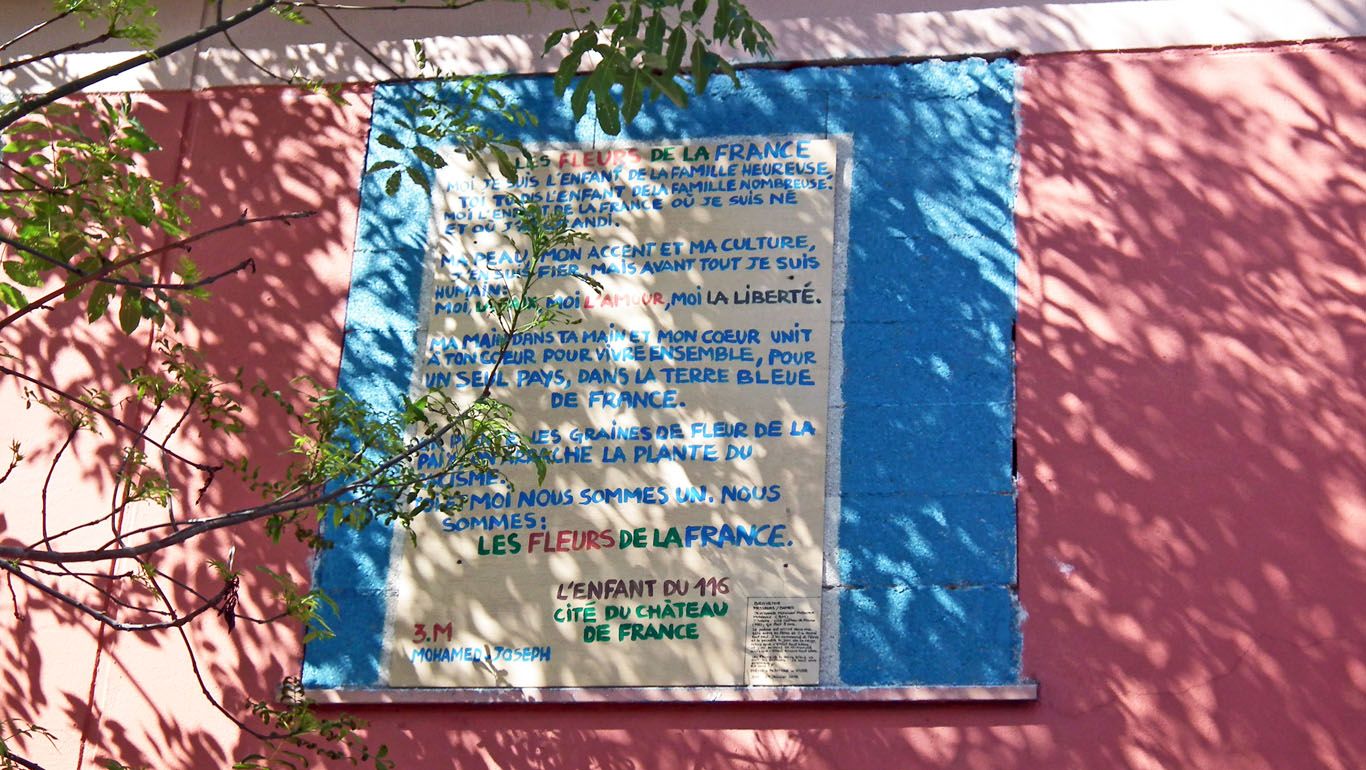 LES FLEURS DE LA FRANCE
MOI JE SUIS L'ENFANT DE LA FAMILLE HEUREUSE,
TOI TU DIS L'ENFANT DE LA FAMILLE NOMBREUSE.
MOI L'ENFANT DE LA FRANCE OÙ JE SUIS NÉ
ET OÙ
MA PEAU, MON ACCENT ET MA CULTURE,
J'EN SUIS FIER, MAIS AVANT TOUT JE SUIS
HUMAIN:
MOI, MOI L'AMOUR, MOI LA LIBERTÉ.
MA MAIN DANS TA MAIN ET MON COEUR UNIT
À TON COEUR POUR VIVRE ENSEMBLE, POUR
UN SEUL PAYS, DANS LA TERRE BLEUE
DE FRANCE.
LES GRAINES DE FLEUR DE LA
PAIX ON ARRACHE LA PLANTE DU
MOI NOUS SOMMES UN. NOUS
SOMMES:
LES FLEURS DE LA FRANCE.
L'ENFANT DU 116
CITÉ DU CHÂTEAU
DE FRANCE
3.M
MOHAMED.JOSEPH